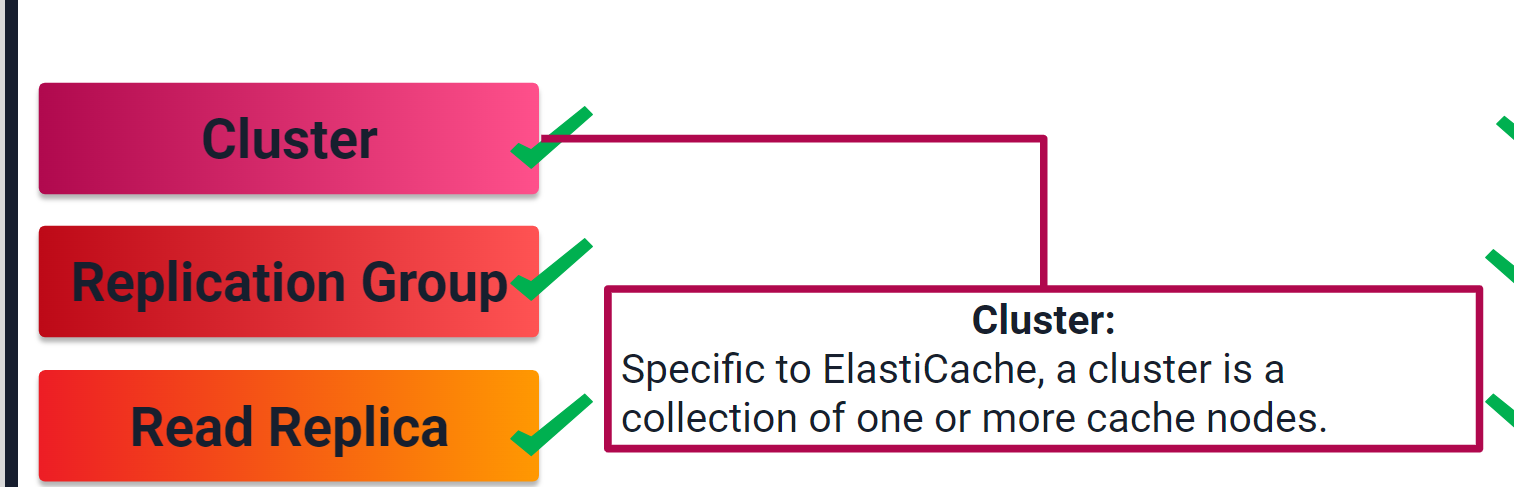 Cluster
Replication Group
Read Replica
Cluster:
Specific to ElastiCache, a cluster is a
collection of one or more cache nodes.